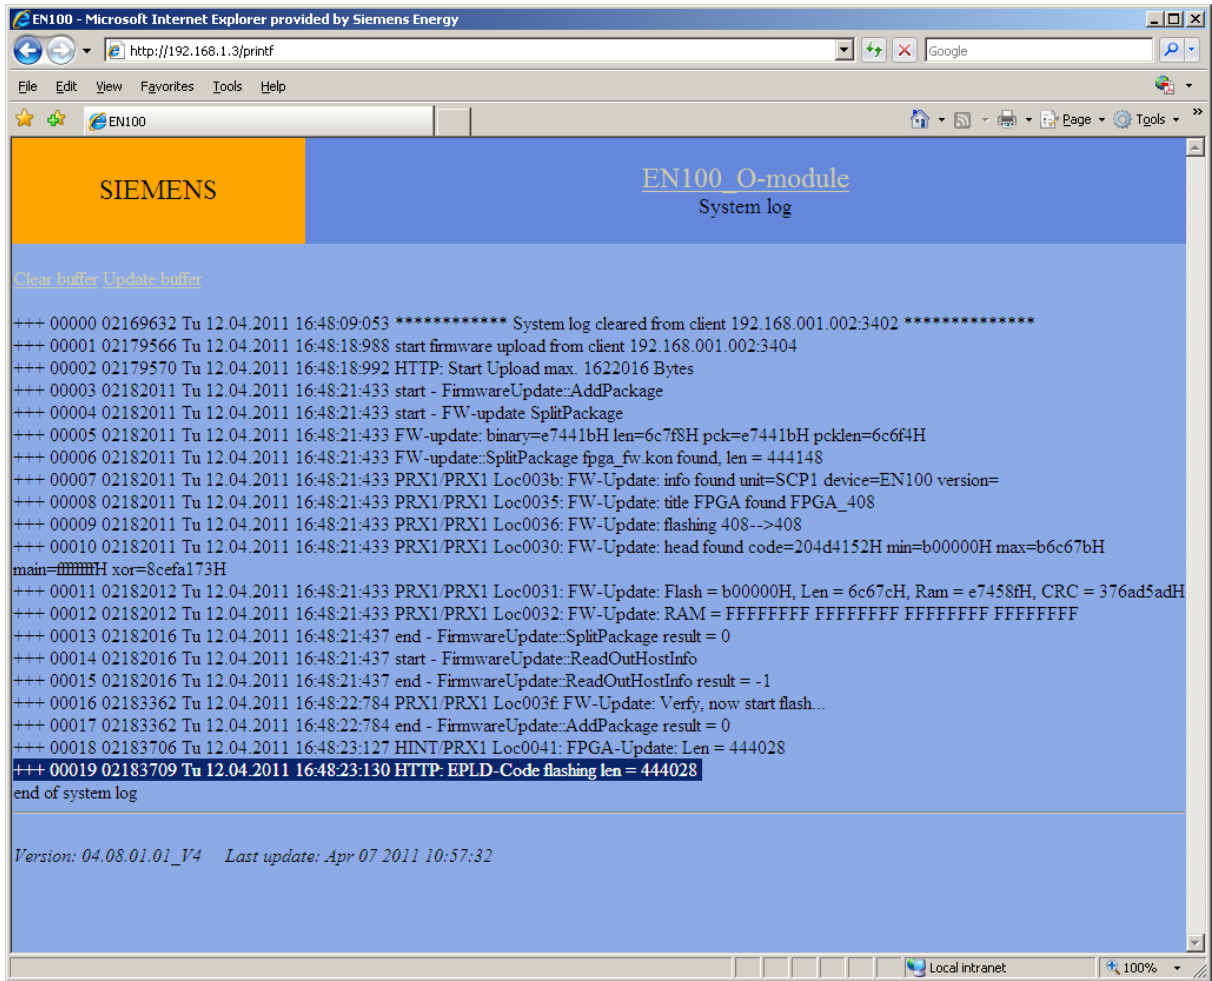 EN100 - Microsoft Internet Explorer provided by Siemens Energy
http://192.168.1.3/printf
Google
File Edit View Favorites Tools Help
EN100
Page Tools
SIEMENS
EN100_O-module
System log
Clear buffer Update buffer
+++ 00000 02169632 Tu 12.04.2011 16:48:09:053 ************ System log cleared from client 192.168.001.002:3402 **************
+++ 00001 02179566 Tu 12.04.2011 16:48:18:988 start firmware upload from client 192.168.001.002:3404
+++ 00002 02179570 Tu 12.04.2011 16:48:18:992 HTTP: Start Upload max. 1622016 Bytes
+++ 00003 02182011 Tu 12.04.2011 16:48:21:433 start - FirmwareUpdate::AddPackage
+++ 00004 02182011 Tu 12.04.2011 16:48:21:433 start - FW-update SplitPackage
+++ 00005 02182011 Tu 12.04.2011 16:48:21:433 FW-update: binary=e7441bH len=6c7f8H pck=e7441bH pcklen=6c6f4H
+++ 00006 02182011 Tu 12.04.2011 16:48:21:433 FW-update::SplitPackage fpga_fw.kon found, len = 444148
+++ 00007 02182011 Tu 12.04.2011 16:48:21:433 PRX1/PRX1 Loc003b: FW-Update: info found unit=SCP1 device=EN100 version=
+++ 00008 02182011 Tu 12.04.2011 16:48:21:433 PRX1/PRX1 Loc0035: FW-Update: title FPGA found FPGA_408
+++ 00009 02182011 Tu 12.04.2011 16:48:21:433 PRX1/PRX1 Loc0036: FW-Update: flashing 408-->408
+++ 00010 02182011 Tu 12.04.2011 16:48:21:433 PRX1/PRX1 Loc0030: FW-Update: head found code=204d4152H min=b00000H max=b6c67bH
main=ffffffffH xor=8cefa173H
+++ 00011 02182012 Tu 12.04.2011 16:48:21:433 PRX1/PRX1 Loc0031: FW-Update: Flash = b00000H, Len = 6c67cH, Ram = e7458fH, CRC = 376ad5adH
+++ 00012 02182012 Tu 12.04.2011 16:48:21:433 PRX1/PRX1 Loc0032: FW-Update: RAM = FFFFFFFF FFFFFFFF FFFFFFFF FFFFFFFF
+++ 00013 02182016 Tu 12.04.2011 16:48:21:437 end - FirmwareUpdate::SplitPackage result = 0
+++ 00014 02182016 Tu 12.04.2011 16:48:21:437 start - FirmwareUpdate::ReadOutHostInfo
+++ 00015 02182016 Tu 12.04.2011 16:48:21:437 end - FirmwareUpdate::ReadOutHostInfo result = -1
+++ 00016 02183362 Tu 12.04.2011 16:48:22:784 PRX1/PRX1 Loc003f: FW-Update: Verfy, now start flash...
+++ 00017 02183362 Tu 12.04.2011 16:48:22:784 end - FirmwareUpdate::AddPackage result = 0
+++ 00018 02183706 Tu 12.04.2011 16:48:23:127 HINT/PRX1 Loc0041: FPGA-Update: Len = 444028
+++ 00019 02183709 Tu 12.04.2011 16:48:23:130 HTTP: EPLD-Code flashing len = 444028
end of system log
Version: 04.08.01.01_V4 Last update: Apr 07 2011 10:57:32
Local intranet 100%